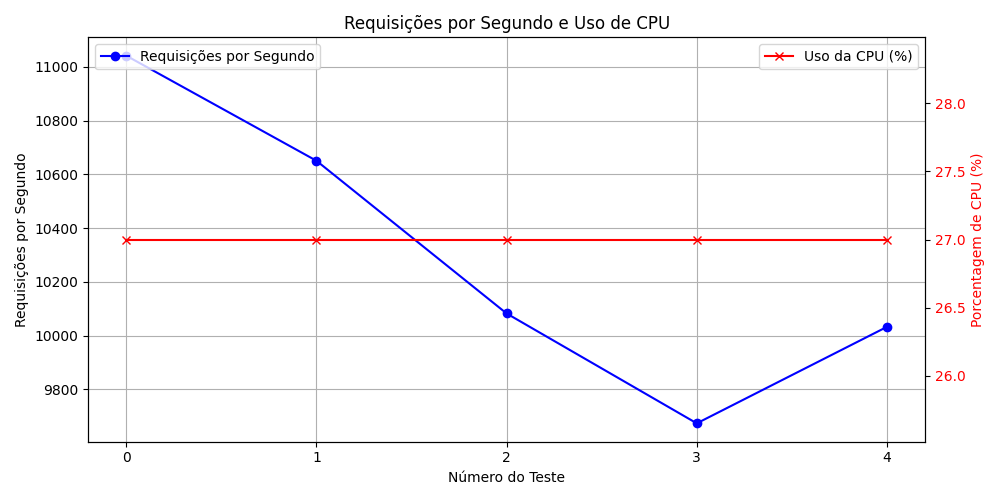 Requisições por Segundo e Uso de CPU
Requisições por Segundo
Uso da CPU (%)
11000
10800
10600
10400
10200
10000
9800
Requisições por Segundo
28.0
27.5
27.0
26.5
26.0
Porcentagem de CPU (%)
0 1 2 3 4
Número do Teste